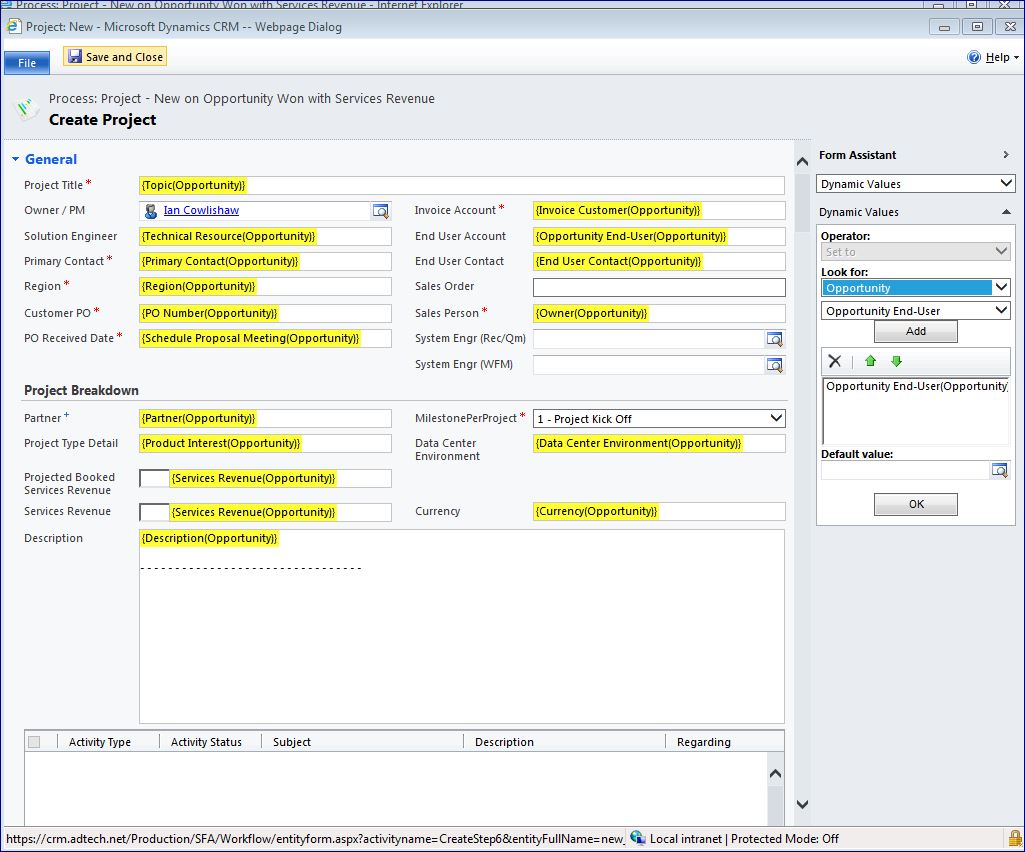 Process: Project - New on Opportunity Won with Services Revenue - Internet Explorer
Project: New - Microsoft Dynamics CRM -- Webpage Dialog
File
Save and Close
Help
Process: Project - New on Opportunity Won with Services Revenue
Create Project
General
Project Title * {Topic(Opportunity)}
Owner / PM Ian Cowlishaw Invoice Account * {Invoice Customer(Opportunity)}
Solution Engineer {Technical Resource(Opportunity)} End User Account {Opportunity End-User(Opportunity)}
Primary Contact * {Primary Contact(Opportunity)} End User Contact {End User Contact(Opportunity)}
Region * {Region(Opportunity)} Sales Order
Customer PO * {PO Number(Opportunity)} Sales Person * {Owner(Opportunity)}
PO Received Date * {Schedule Proposal Meeting(Opportunity)} System Engr (Rec/Qm)
System Engr (WFM)
Project Breakdown
Partner + {Partner(Opportunity)} MilestonePerProject * 1 - Project Kick Off
Project Type Detail {Product Interest(Opportunity)} Data Center Environment {Data Center Environment(Opportunity)}
Projected Booked Services Revenue {Services Revenue(Opportunity)}
Services Revenue {Services Revenue(Opportunity)} Currency {Currency(Opportunity)}
Description {Description(Opportunity)}
- - - - - - - - - - - - - - - - - - - - - - - - - - - - - - - -
Activity Type Activity Status Subject Description Regarding
Form Assistant
Dynamic Values
Dynamic Values
Operator:
Set to
Look for:
Opportunity
Opportunity End-User
Add
Opportunity End-User(Opportunity
Default value:
OK
https://crm.adtech.net/Production/SFA/Workflow/entityform.aspx?activityname=CreateStep6&entityFullName=new_ Local intranet | Protected Mode: Off